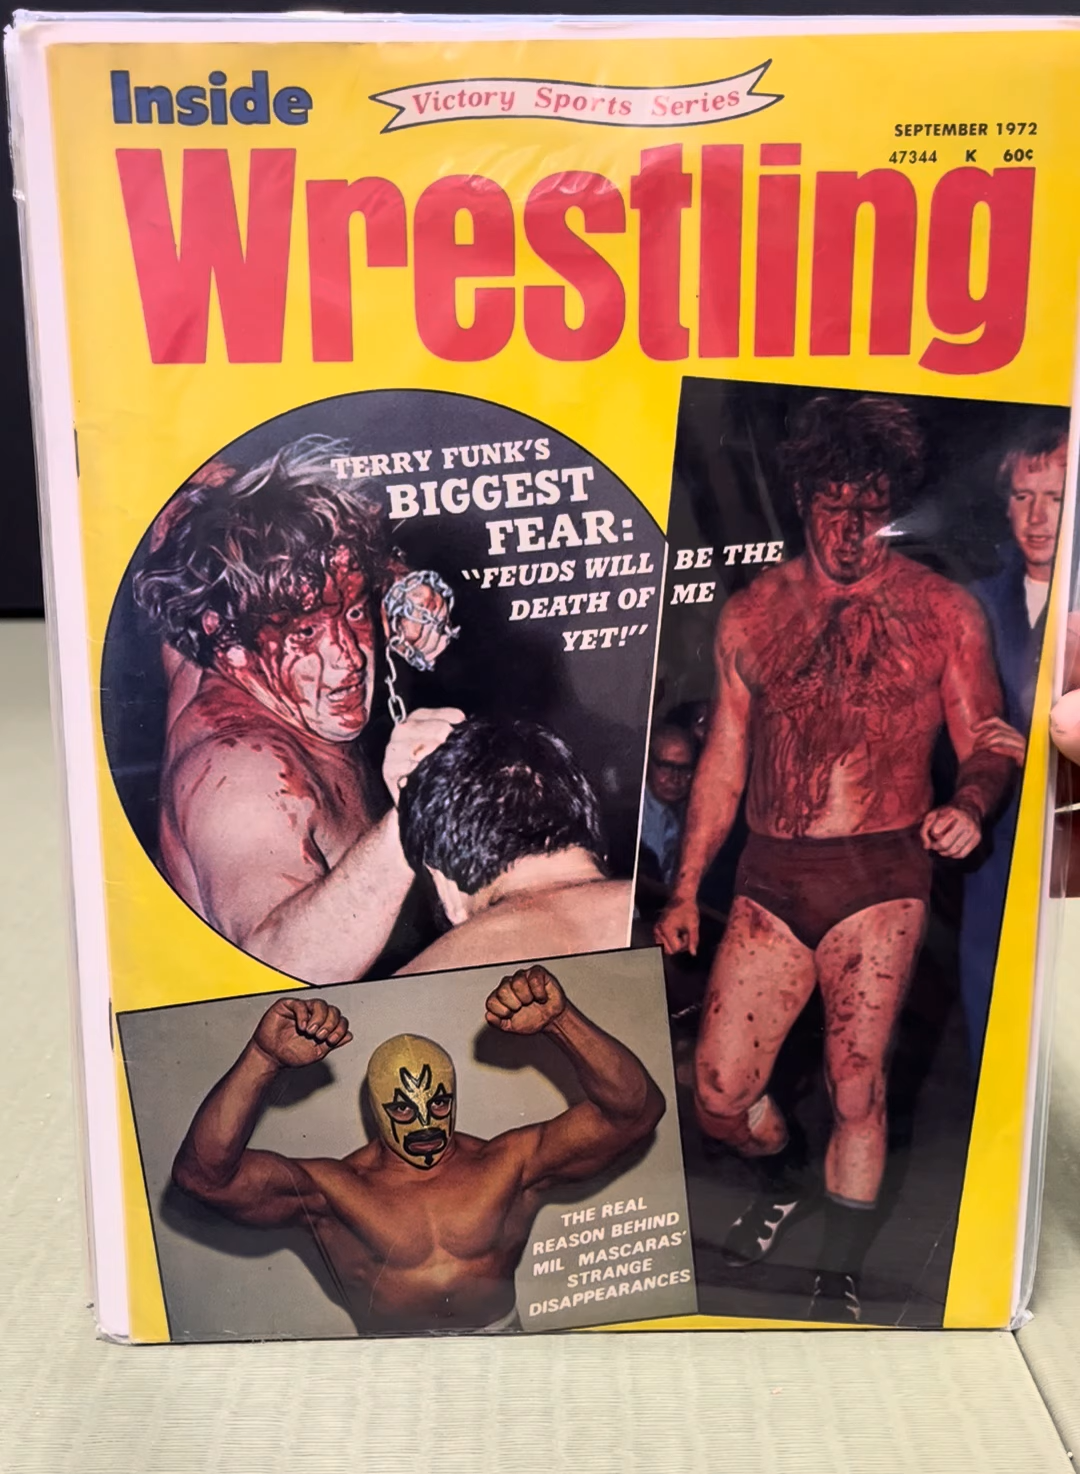 Inside
Victory Sports Series
SEPTEMBER 1972
47344 K 60¢
Wrestling
TERRY FUNK'S
BIGGEST
FEAR:
"FEUDS WILL BE THE
DEATH OF ME
YET!"
THE REAL
REASON BEHIND
MIL MASCARAS'
STRANGE
DISAPPEARANCES